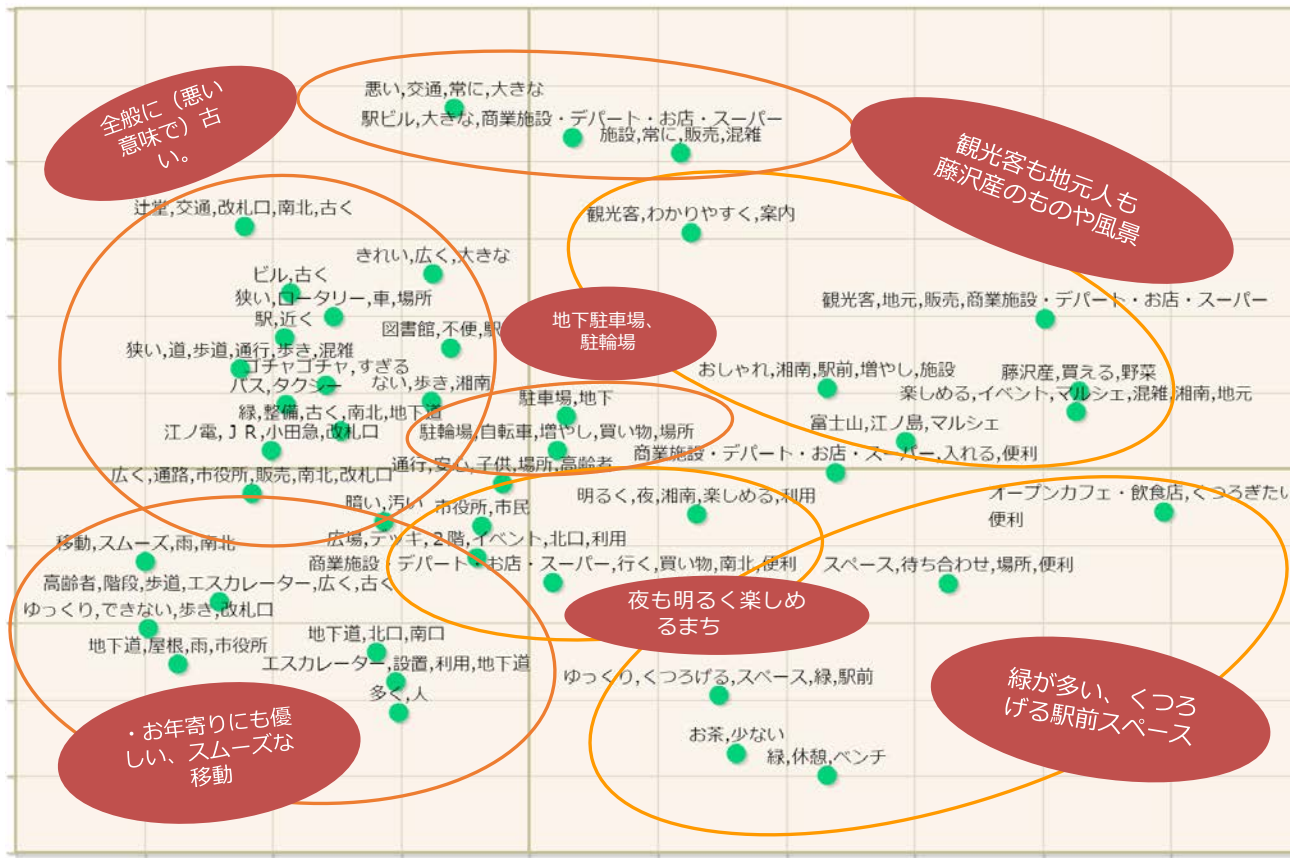 悪い,交通,常に,大きな
全般に（悪い
意味で）古
い。
駅ビル,大きな,商業施設・デパート・お店・スーパー
施設,常に,販売,混雑
観光客も地元人も
藤沢産のものや風景
辻堂,交通,改札口,南北,古く
観光客,わかりやすく,案内
きれい,広く,大きな
ビル,古く
狭い,ロータリー,車,場所
観光客,地元,販売,商業施設・デパート・お店・スーパー
駅,近く
図書館,不便,駅
地下駐車場、
駐輪場
狭い,道,歩道,通行,歩き,混雑
ゴチャゴチャ,すぎる
おしゃれ,湘南,駅前,増やし,施設
藤沢産,買える,野菜
バス,タクシー
ない,歩き,湘南
駐車場,地下
楽しめる,イベント,マルシェ,混雑,湘南,地元
緑,整備,古く,南北,地下道
富士山,江ノ島,マルシェ
江ノ電,ＪＲ,小田急,改札口
駐輪場,自転車,増やし,買い物,場所
商業施設・デパート・お店・スーパー,入れる,便利
通行,安心,子供,場所,高齢者
広く,通路,市役所,販売,南北,改札口
暗い,汚い
市役所,市民
明るく,夜,湘南,楽しめる,利用
オープンカフェ・飲食店,くつろぎたい
便利
移動,スムーズ,雨,南北
広場,デッキ,２階,イベント,北口,利用
商業施設・デパート・お店・スーパー,行く,買い物,南北,便利
スペース,待ち合わせ,場所,便利
高齢者,階段,歩道,エスカレーター,広く,古く
夜も明るく楽しめ
るまち
ゆっくり,できない,歩き,改札口
地下道,屋根,雨,市役所
地下道,北口,南口
エスカレーター,設置,利用,地下道
ゆっくり,くつろげる,スペース,緑,駅前
緑が多い、くつろ
げる駅前スペース
多く,人
・お年寄りにも優
しい、スムーズな
移動
お茶,少ない
緑,休憩,ベンチ